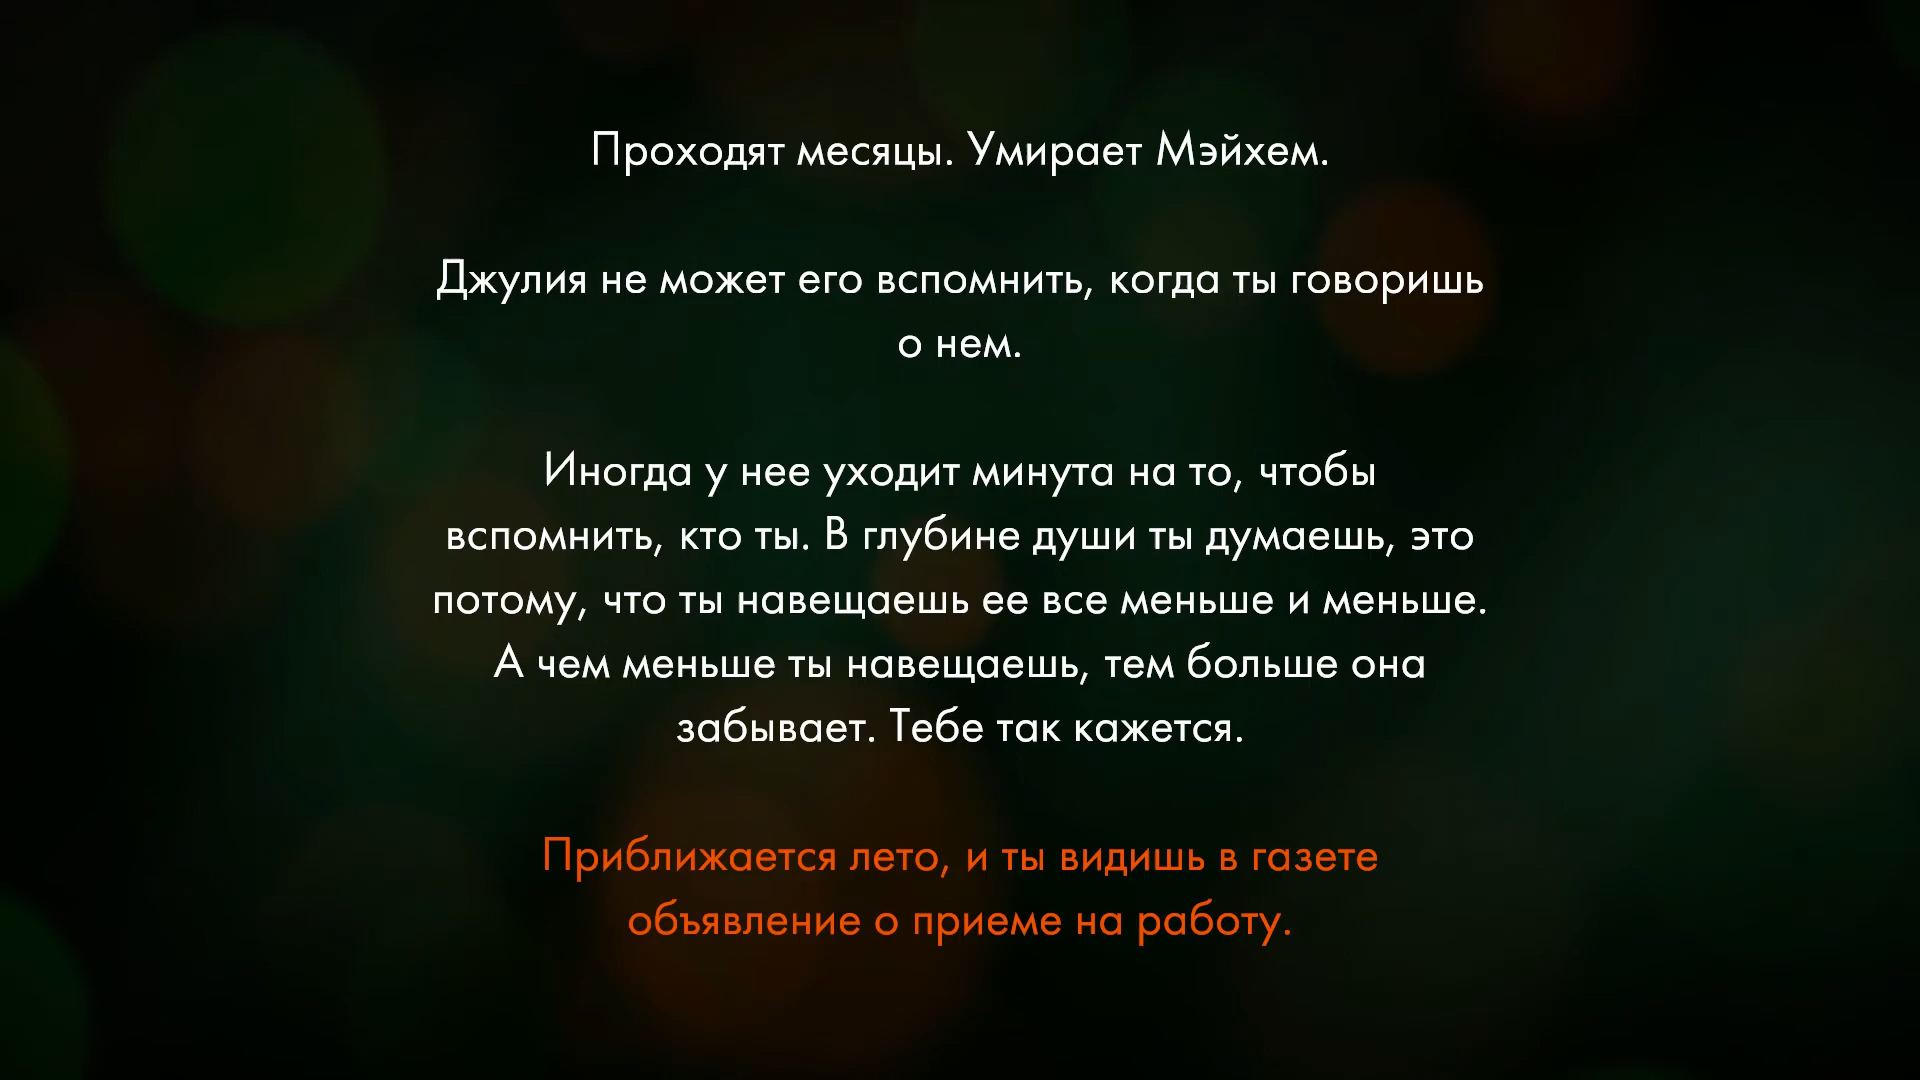 Проходят месяцы. Умирает Мэйхем.
Джулия не может его вспомнить, когда ты говоришь
о нем.
Иногда у нее уходит минута на то, чтобы
вспомнить, кто ты. В глубине души ты думаешь, это
потому, что ты навещаешь ее все меньше и меньше.
А чем меньше ты навещаешь, тем больше она
забывает. Тебе так кажется.
Приближается лето, и ты видишь в газете
объявление о приеме на работу.